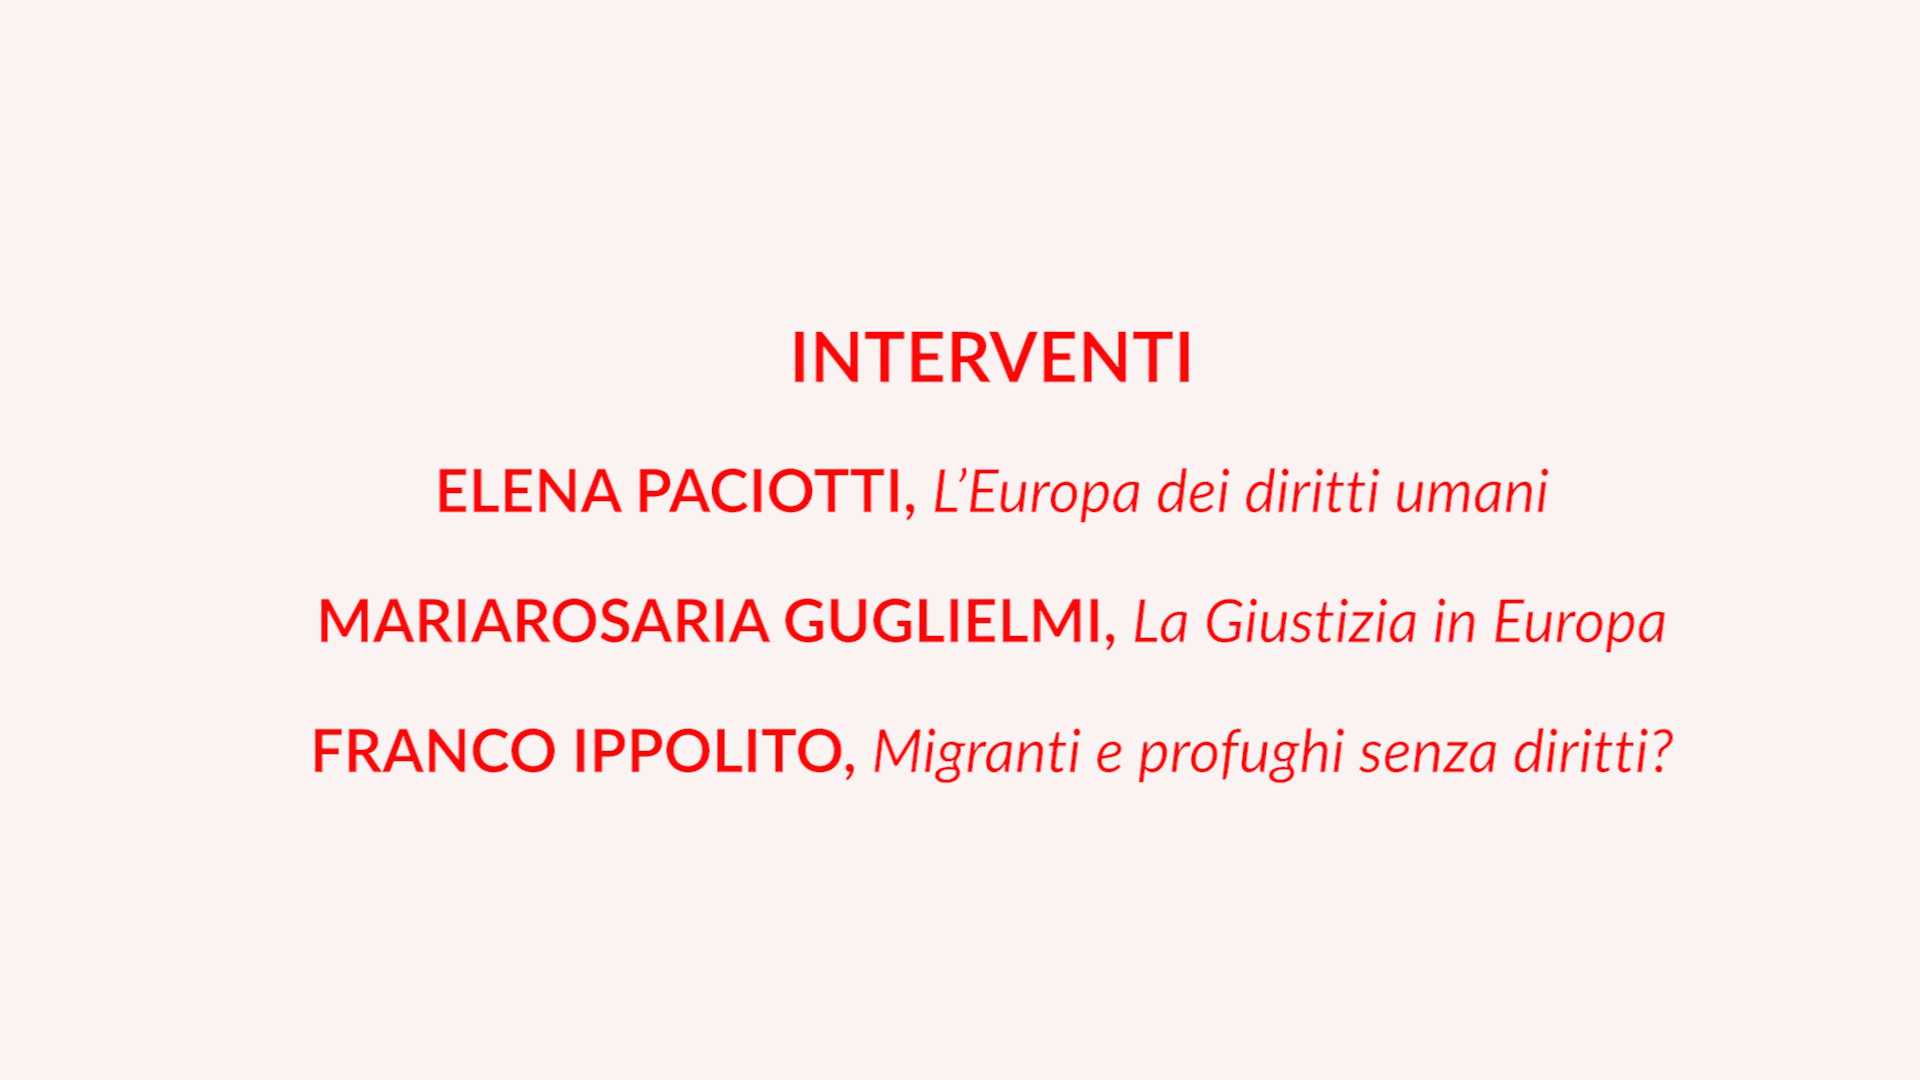 INTERVENTI
ELENA PACIOTTI, L’Europa dei diritti umani
MARIAROSARIA GUGLIELMI, La Giustizia in Europa
FRANCO IPPOLITO, Migranti e profughi senza diritti?